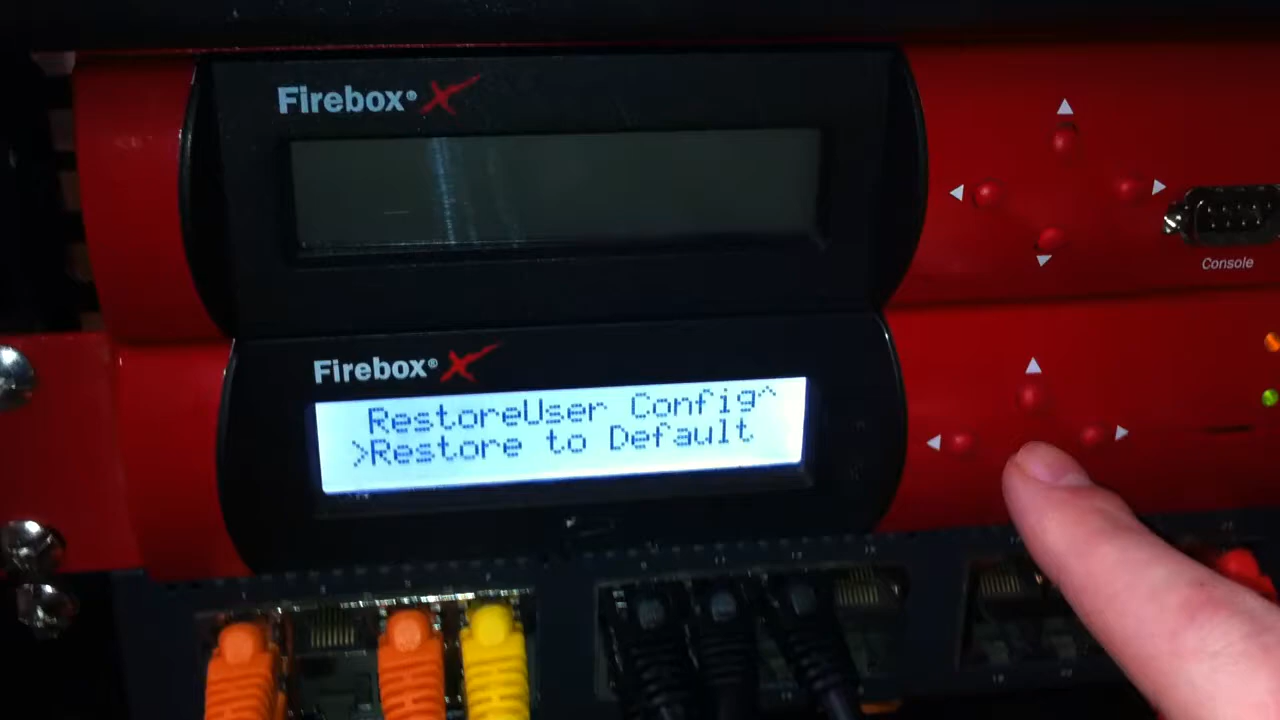 Firebox® X
Console
Firebox® X
RestoreUser Config^
>Restore to Default